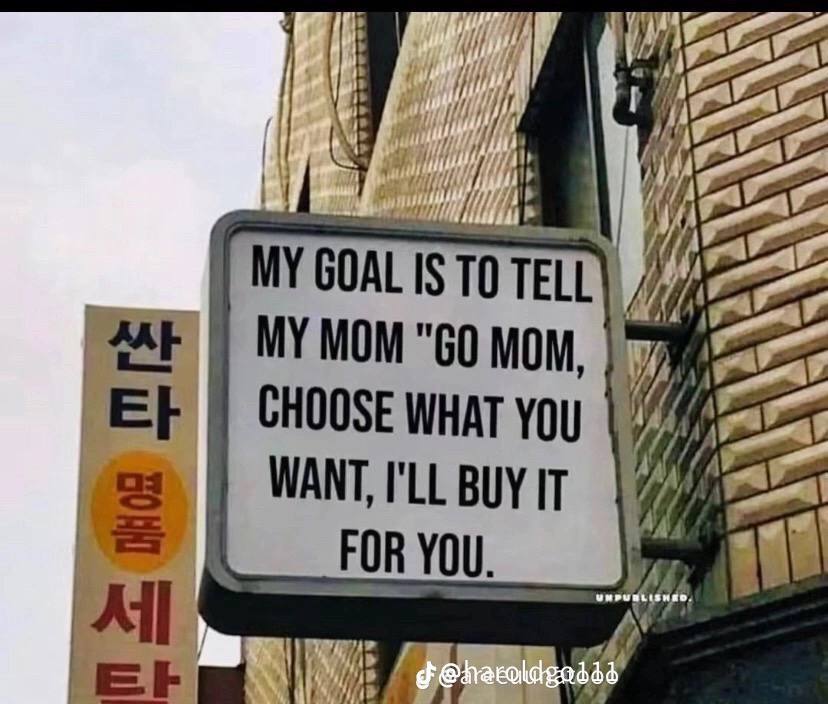 MY GOAL IS TO TELL
MY MOM "GO MOM,
CHOOSE WHAT YOU
WANT, I'LL BUY IT
FOR YOU.
싼
타
명
품
세
탁
UNPUBLISHED.
@haroldgo111